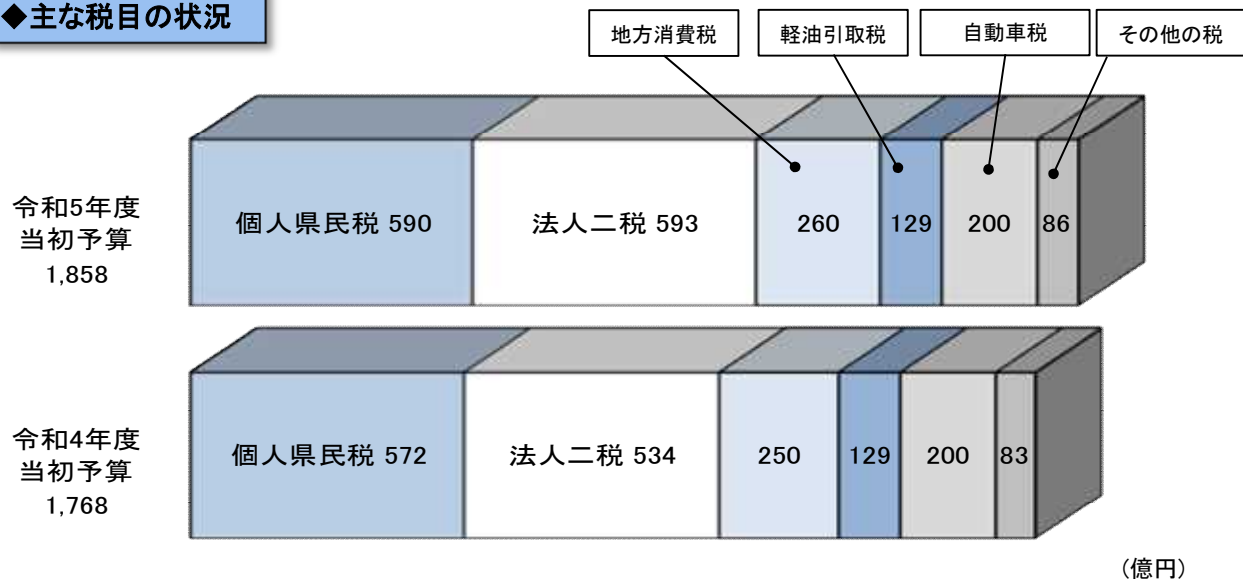 ◆主な税目の状況
地方消費税
軽油引取税
自動車税
その他の税
令和5年度
当初予算
1,858
個人県民税 590
法人二税 593
260
129
200
86
令和4年度
当初予算
1,768
個人県民税 572
法人二税 534
250
129
200
83
(億円)